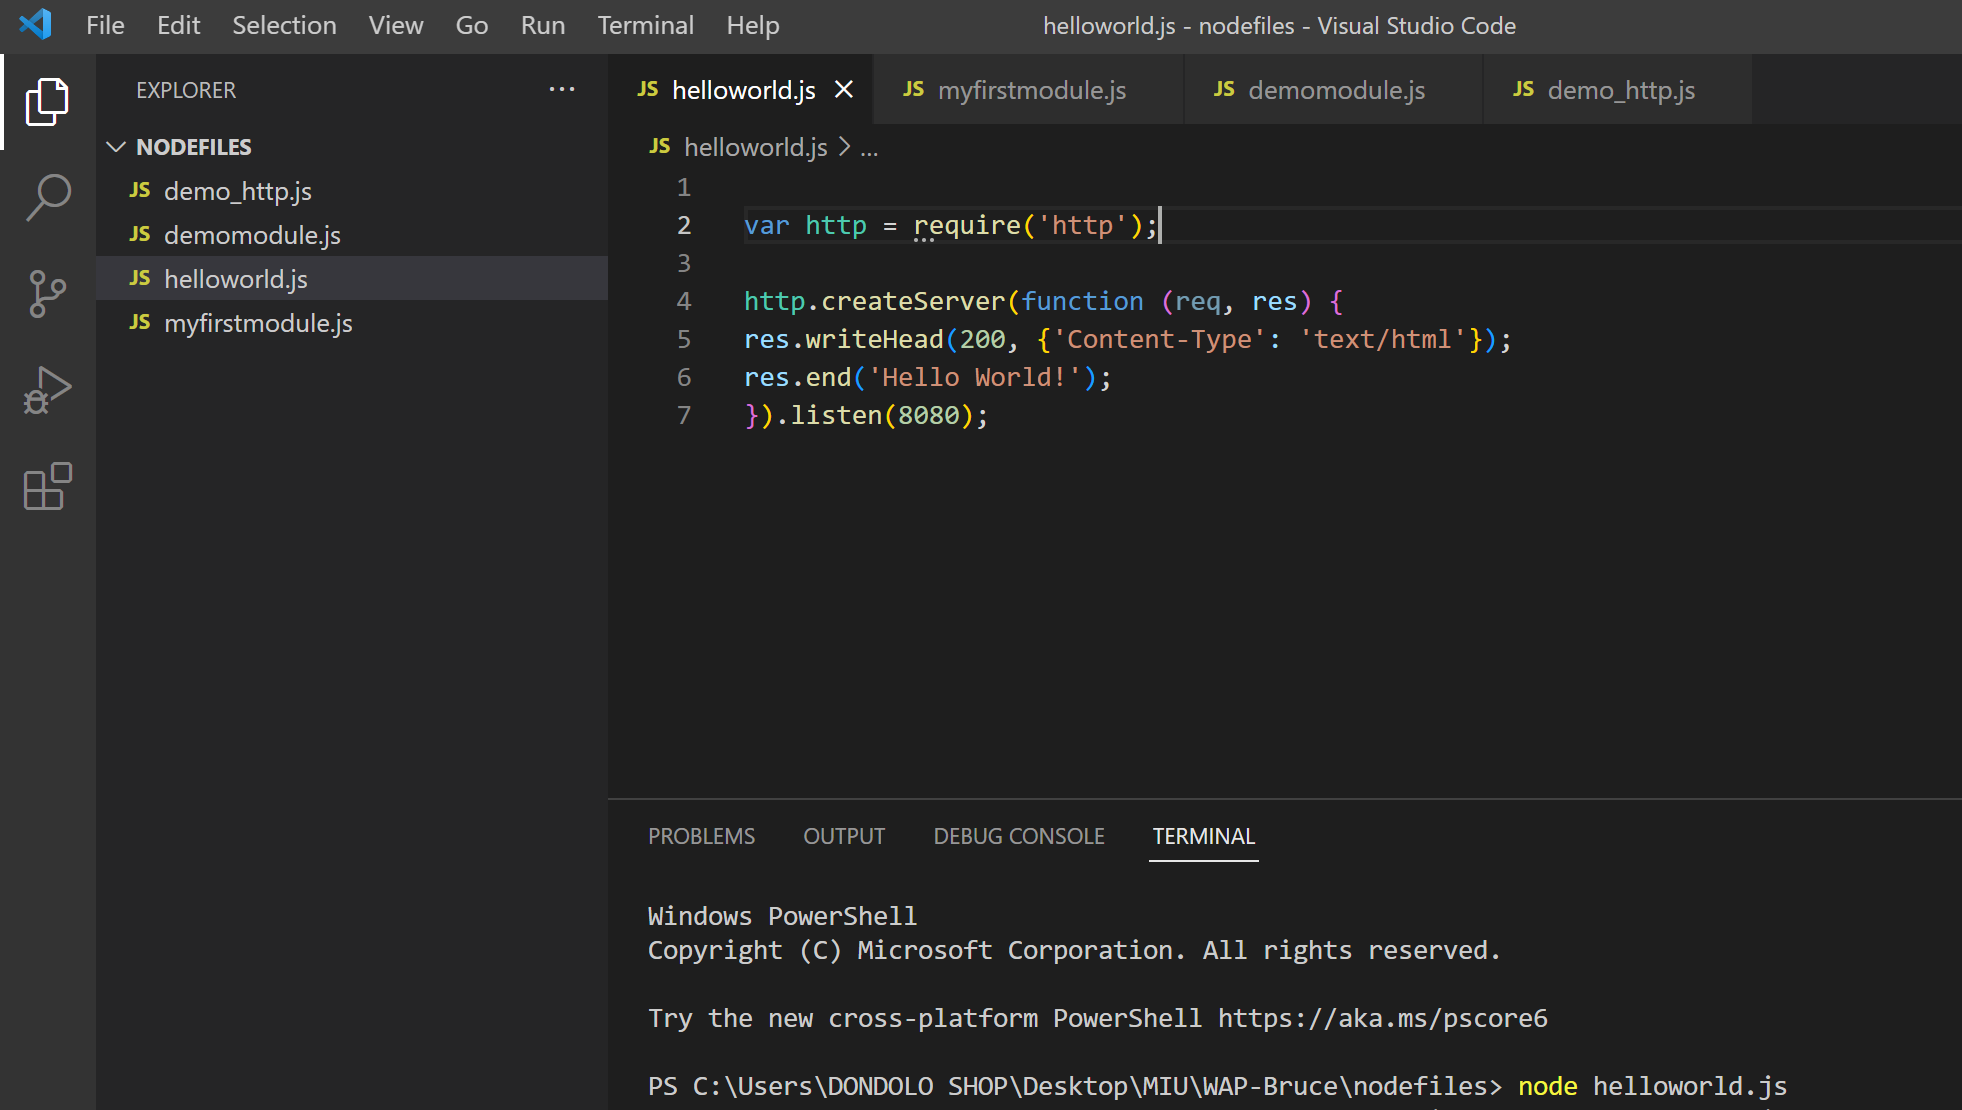 File Edit Selection View Go Run Terminal Help helloworld.js - nodefiles - Visual Studio Code
EXPLORER ...
NODEFILES
JS demo_http.js
JS demomodule.js
JS helloworld.js
JS myfirstmodule.js
JS helloworld.js JS myfirstmodule.js JS demomodule.js JS demo_http.js
JS helloworld.js > ...
1
2 var http = require('http');
3
4 http.createServer(function (req, res) {
5 res.writeHead(200, {'Content-Type': 'text/html'});
6 res.end('Hello World!');
7 }).listen(8080);
PROBLEMS OUTPUT DEBUG CONSOLE TERMINAL
Windows PowerShell
Copyright (C) Microsoft Corporation. All rights reserved.
Try the new cross-platform PowerShell https://aka.ms/pscore6
PS C:\Users\DONDOLO SHOP\Desktop\MIU\WAP-Bruce\nodefiles> node helloworld.js